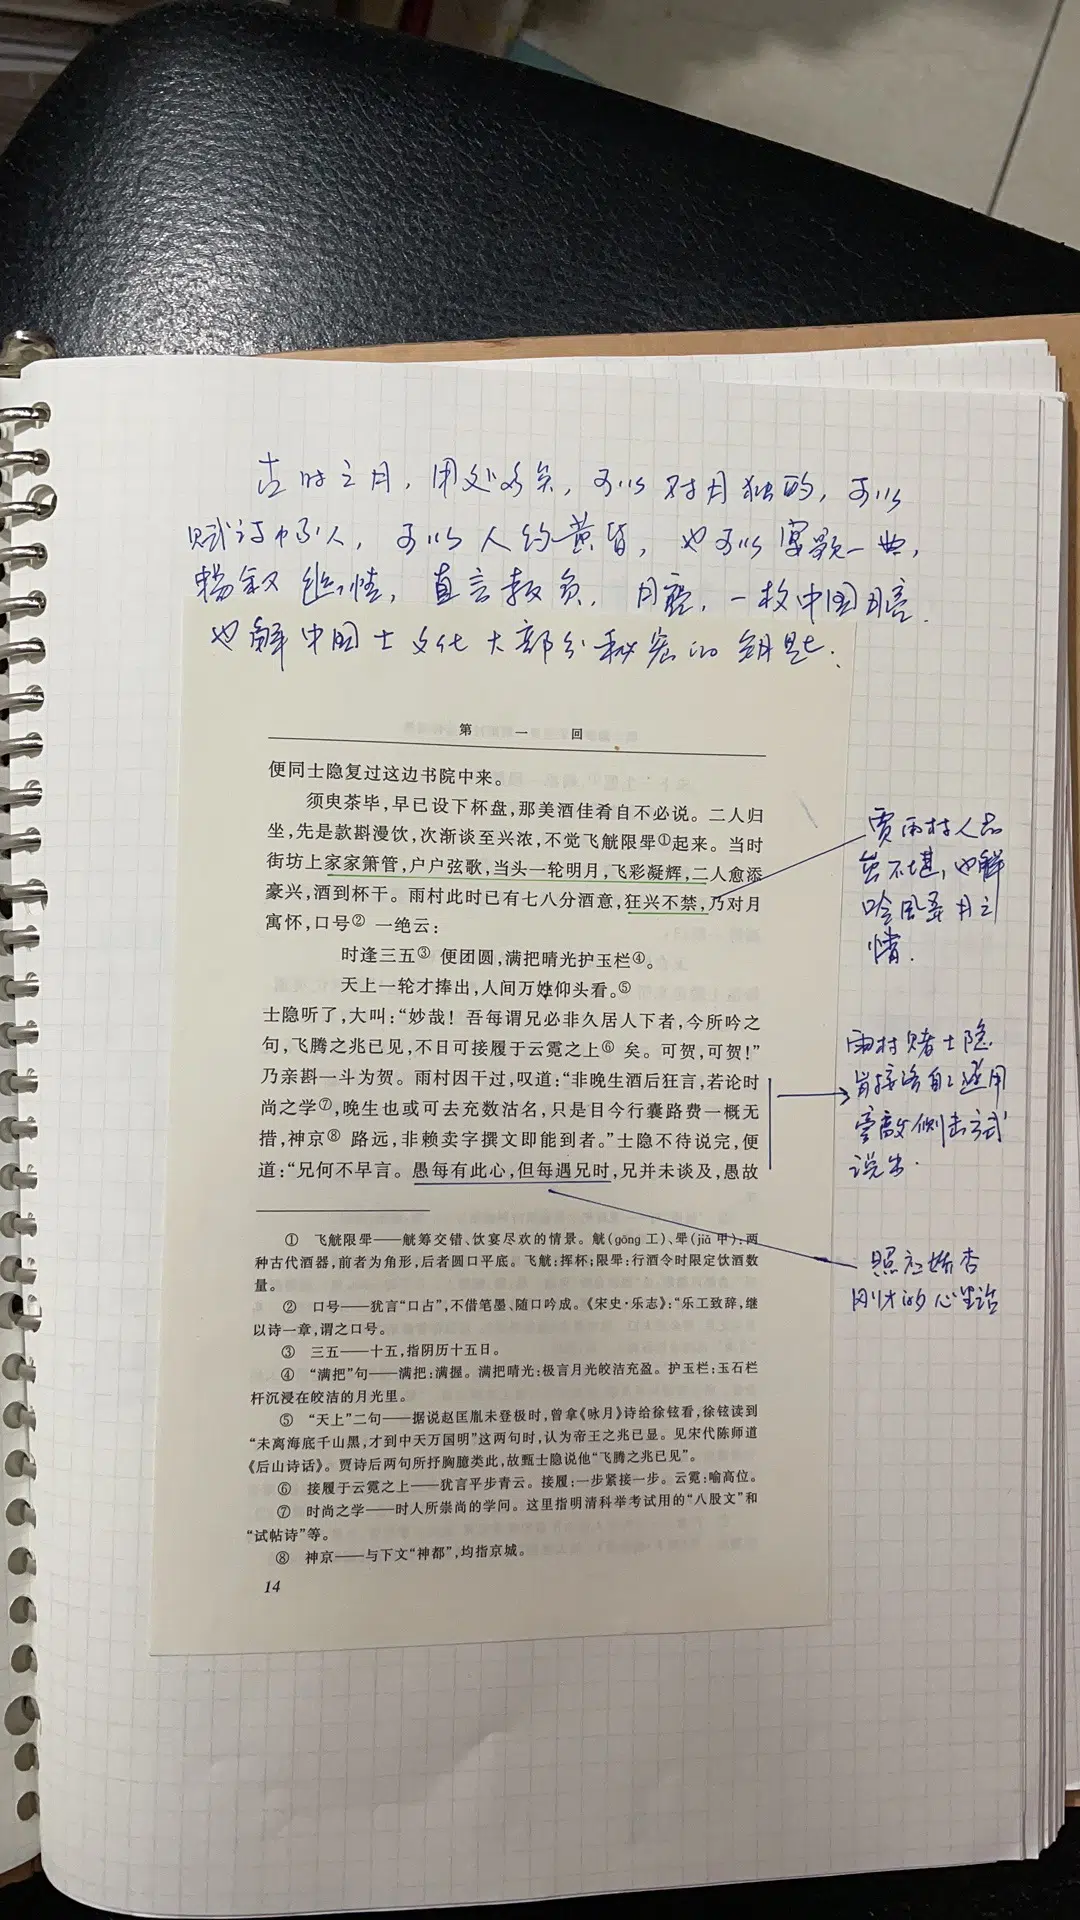 古时之月，用处多矣，可以对月独酌，可以
赋诗怀人，可以人约黄昏，也可以宴飨一典，
畅叙幽情，直言抱负。月亮，一枚中国月亮，
也解中国士文化大部分秘密的钥匙．
第一回
便同士隐复过这边书院中来。
须臾茶毕，早已设下杯盘，那美酒佳肴自不必说。二人归
坐，先是款斟漫饮，次渐谈至兴浓，不觉飞觥限斝①起来。当时
街坊上家家箫管，户户弦歌，当头一轮明月，飞彩凝辉，二人愈添
豪兴，酒到杯干。雨村此时已有七八分酒意，狂兴不禁，乃对月
寓怀，口号② 一绝云：
时逢三五③ 便团圆，满把晴光护玉栏④。
天上一轮才捧出，人间万姓仰头看。⑤
士隐听了，大叫：“妙哉！吾每谓兄必非久居人下者，今所吟之
句，飞腾之兆已见，不日可接履于云霓之上⑥ 矣。可贺，可贺！”
乃亲斟一斗为贺。雨村因干过，叹道：“非晚生酒后狂言，若论时
尚之学⑦，晚生也或可去充数沽名，只是目今行囊路费一概无
措，神京⑧ 路远，非赖卖字撰文即能到者。”士隐不待说完，便
道：“兄何不早言。愚每有此心，但每遇兄时，兄并未谈及，愚故
① 飞觥限斝——觥筹交错、饮宴尽欢的情景。觥(gōng 工)、斝(jiǎ 甲)：两
种古代酒器，前者为角形，后者圆口平底。飞觥：挥杯；限斝：行酒令时限定饮酒数
量。
② 口号——犹言“口占”，不借笔墨、随口吟成。《宋史·乐志》：“乐工致辞，继
以诗一章，谓之口号。
③ 三五——十五，指阴历十五日。
④ “满把”句——满把：满握。满把晴光：极言月光皎洁充盈。护玉栏：玉石栏
杆沉浸在皎洁的月光里。
⑤ “天上”二句——据说赵匡胤未登极时，曾拿《咏月》诗给徐铉看，徐铉读到
“未离海底千山黑，才到中天万国明”这两句时，认为帝王之兆已显。见宋代陈师道
《后山诗话》。贾诗后两句所抒胸臆类此，故甄士隐说他“飞腾之兆已见”。
⑥ 接履于云霓之上——犹言平步青云。接履：一步紧接一步。云霓：喻高位。
⑦ 时尚之学——时人所崇尚的学问。这里指明清科举考试用的“八股文”和
“试帖诗”等。
⑧ 神京——与下文“神都”，均指京城。
14
贾雨村人品
虽不堪，也解
吟风弄月之
情．
雨村赌士隐
肯接济自己遂用
旁敲侧击方式
说出．
照应娇杏
刚才的心里话